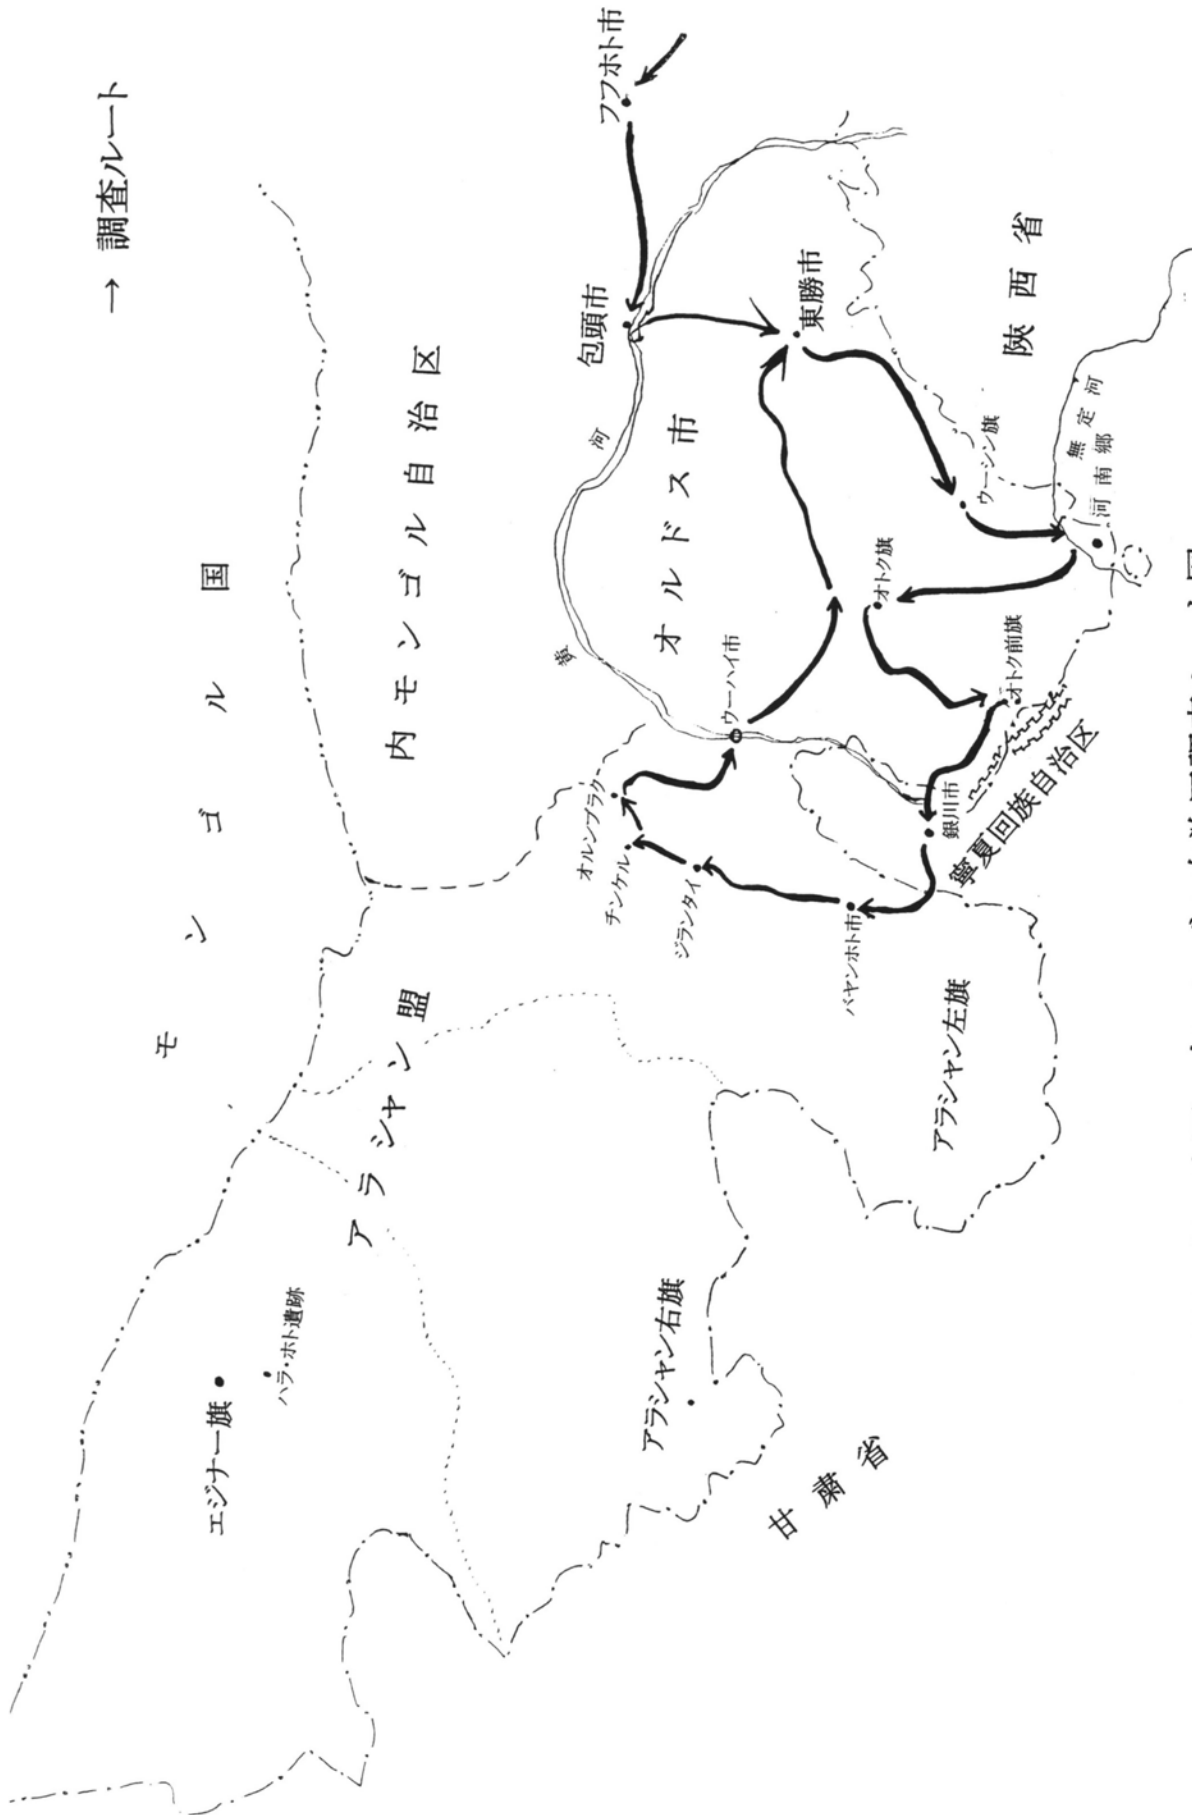 → 調査ルート
モンゴル国
内モンゴル自治区
フフホト市
包頭市
黄河
オルドス市
東勝市
陝西省
ウーシン旗
無定河
河南郷
オトク旗
オトク前旗
ウーハイ市
オルンブラク
チンケル
ジランタイ
バヤンホト市
銀川市
寧夏回族自治区
アラシャン盟
アラシャン左旗
アラシャン右旗
エジナー旗
ハラ・ホト遺跡
甘粛省